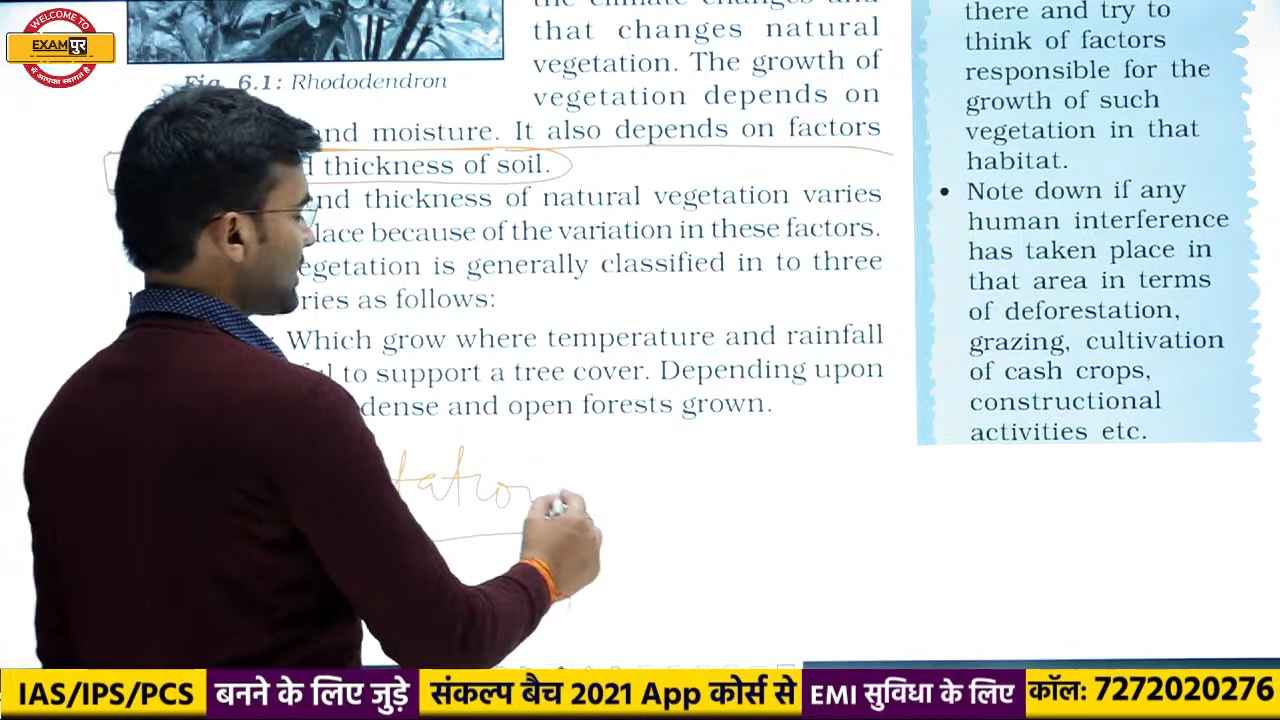 WELCOME TO
EXAMपुर
में आपका स्वागत है
Fig. 6.1: Rhododendron
the climate changes and
that changes natural
vegetation. The growth of
vegetation depends on
and moisture. It also depends on factors
d thickness of soil.
and thickness of natural vegetation varies
lace because of the variation in these factors.
egetation is generally classified in to three
ries as follows:
Which grow where temperature and rainfall
to support a tree cover. Depending upon
dense and open forests grown.
tation
there and try to
think of factors
responsible for the
growth of such
vegetation in that
habitat.
• Note down if any
human interference
has taken place in
that area in terms
of deforestation,
grazing, cultivation
of cash crops,
constructional
activities etc.
IAS/IPS/PCS बनने के लिए जुड़े संकल्प बैच 2021 App कोर्स से EMI सुविधा के लिए कॉल: 7272020276